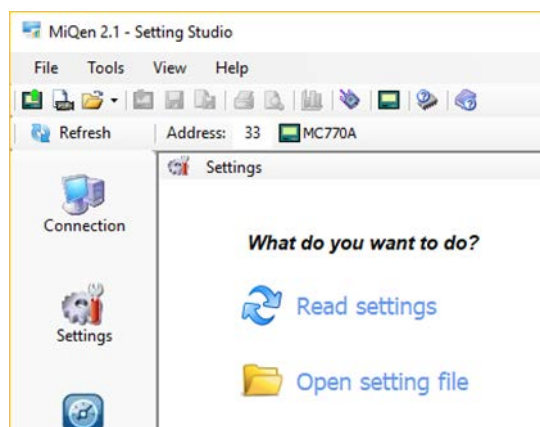 MiQen 2.1 - Setting Studio
File Tools View Help
Refresh Address: 33 MC770A
Settings
Connection
What do you want to do?
Read settings
Settings
Open setting file